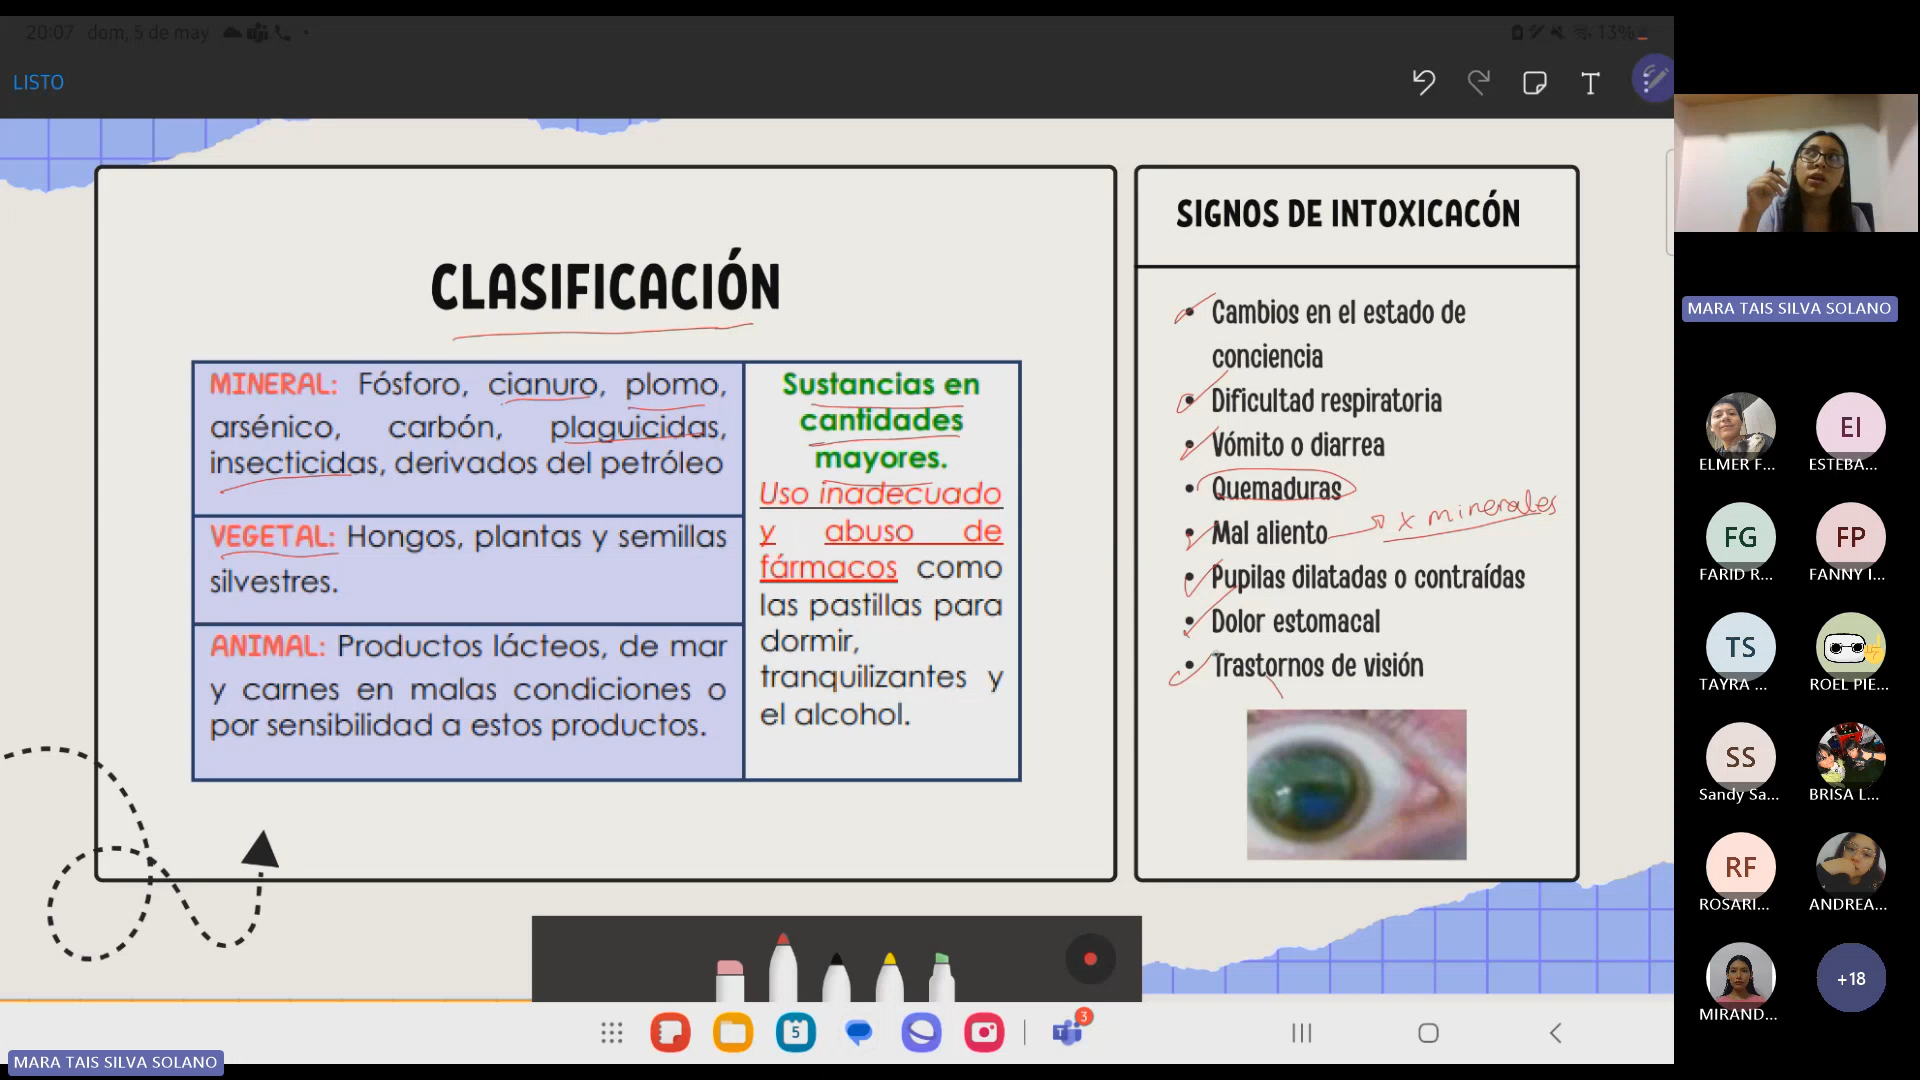 20:07 dom, 5 de may
13%
LISTO
T
CLASIFICACIÓN
MINERAL: Fósforo, cianuro, plomo,
arsénico, carbón, plaguicidas,
insecticidas, derivados del petróleo
VEGETAL: Hongos, plantas y semillas
silvestres.
ANIMAL: Productos lácteos, de mar
y carnes en malas condiciones o
por sensibilidad a estos productos.
Sustancias en
cantidades
mayores.
Uso inadecuado
y abuso de
fármacos como
las pastillas para
dormir,
tranquilizantes y
el alcohol.
SIGNOS DE INTOXICACÓN
• Cambios en el estado de
conciencia
• Dificultad respiratoria
• Vómito o diarrea
• Quemaduras
• Mal aliento
x minerales
• Pupilas dilatadas o contraídas
• Dolor estomacal
• Trastornos de visión
5
3
MARA TAIS SILVA SOLANO
MARA TAIS SILVA SOLANO
ELMER F...
EI
ESTEBA...
FG
FARID R...
FP
FANNY I...
TS
TAYRA ...
ROEL PIE...
SS
Sandy Sa...
BRISA L...
RF
ROSARI...
ANDREA...
MIRAND...
+18